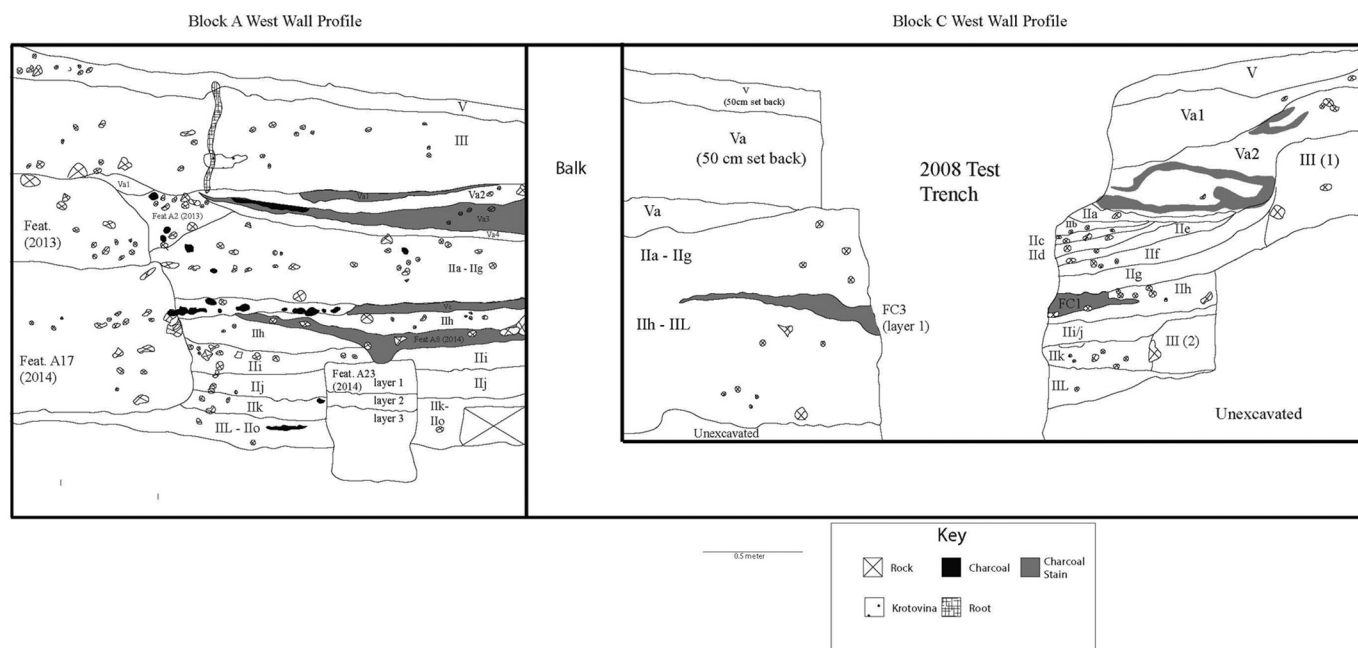 Block A West Wall Profile
Block C West Wall Profile
V
III
Va1
Feat A2 (2013)
Va1
Va2
Va3
Va4
Feat.
(2013)
IIa - IIg
IIh
IIh
Feat A8 (2014)
Feat. A17
(2014)
IIi
IIj
IIk
IIL - IIo
Feat. A23
(2014)
layer 1
layer 2
layer 3
IIi
IIj
IIk-
IIo
Balk
V
(50cm set back)
Va
(50 cm set back)
Va
IIa - IIg
IIh - IIL
FC3
(layer 1)
Unexcavated
2008 Test
Trench
V
Va1
Va2
III (1)
IIa
IIb
IIc
IId
IIe
IIf
IIg
FC1
IIh
IIi/j
IIk
III (2)
IIL
Unexcavated
0.5 meter
Key
Rock
Charcoal
Charcoal
Stain
Krotovina
Root